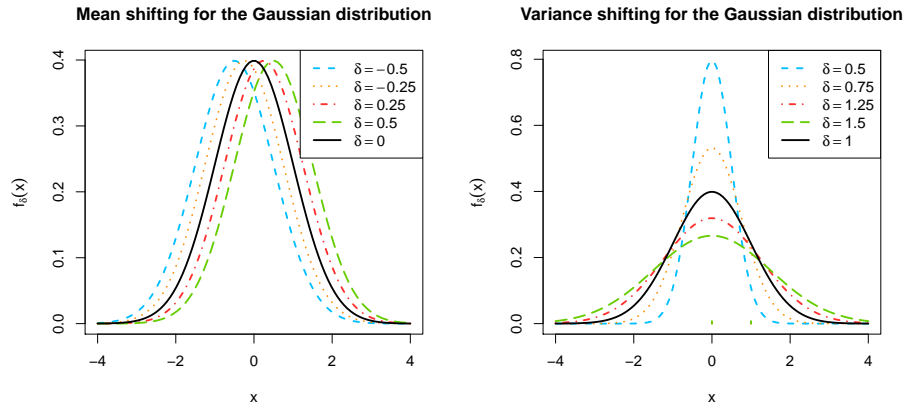 Mean shifting for the Gaussian distribution
fδ(x)
0.4
0.3
0.2
0.1
0.0
δ = −0.5
δ = −0.25
δ = 0.25
δ = 0.5
δ = 0
−4 −2 0 2 4
x
Variance shifting for the Gaussian distribution
fδ(x)
0.8
0.6
0.4
0.2
0.0
δ = 0.5
δ = 0.75
δ = 1.25
δ = 1.5
δ = 1
−4 −2 0 2 4
x